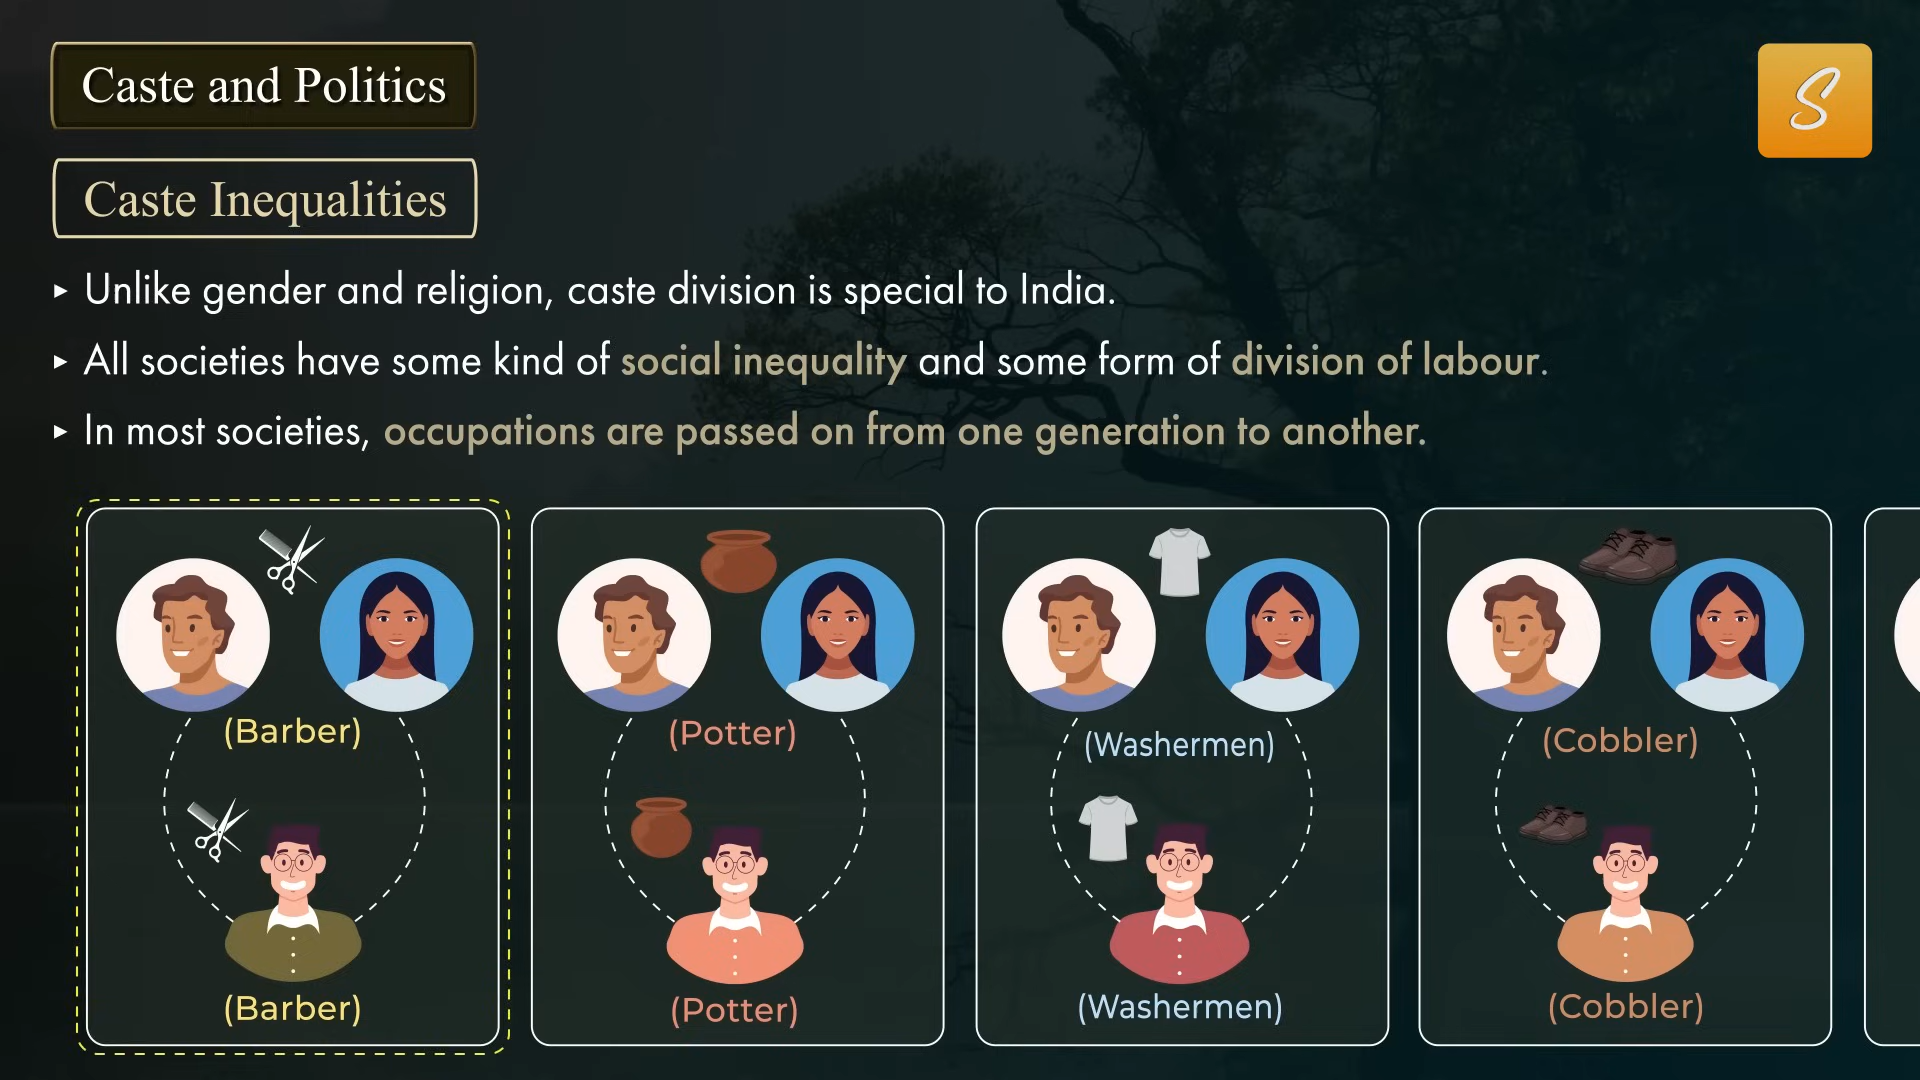 Caste and Politics
S
Caste Inequalities
▸ Unlike gender and religion, caste division is special to India.
▸ All societies have some kind of social inequality and some form of division of labour.
▸ In most societies, occupations are passed on from one generation to another.
(Barber)
(Potter)
(Washermen)
(Cobbler)
(Barber)
(Potter)
(Washermen)
(Cobbler)